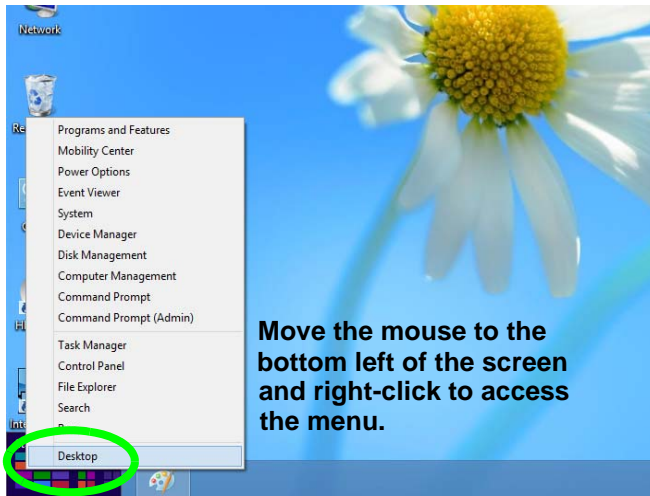 Network
Programs and Features
Mobility Center
Power Options
Event Viewer
System
Device Manager
Disk Management
Computer Management
Command Prompt
Command Prompt (Admin)
Task Manager
Control Panel
File Explorer
Search
Desktop
Move the mouse to the
bottom left of the screen
and right-click to access
the menu.